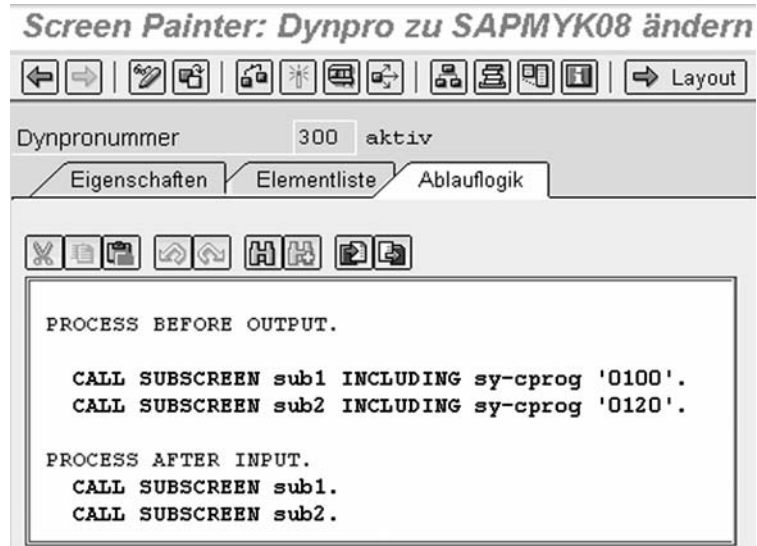 Screen Painter: Dynpro zu SAPMYK08 ändern
Layout
Dynpronummer 300 aktiv
Eigenschaften Elementliste Ablauflogik
PROCESS BEFORE OUTPUT.
CALL SUBSCREEN sub1 INCLUDING sy-cprog '0100'.
CALL SUBSCREEN sub2 INCLUDING sy-cprog '0120'.
PROCESS AFTER INPUT.
CALL SUBSCREEN sub1.
CALL SUBSCREEN sub2.